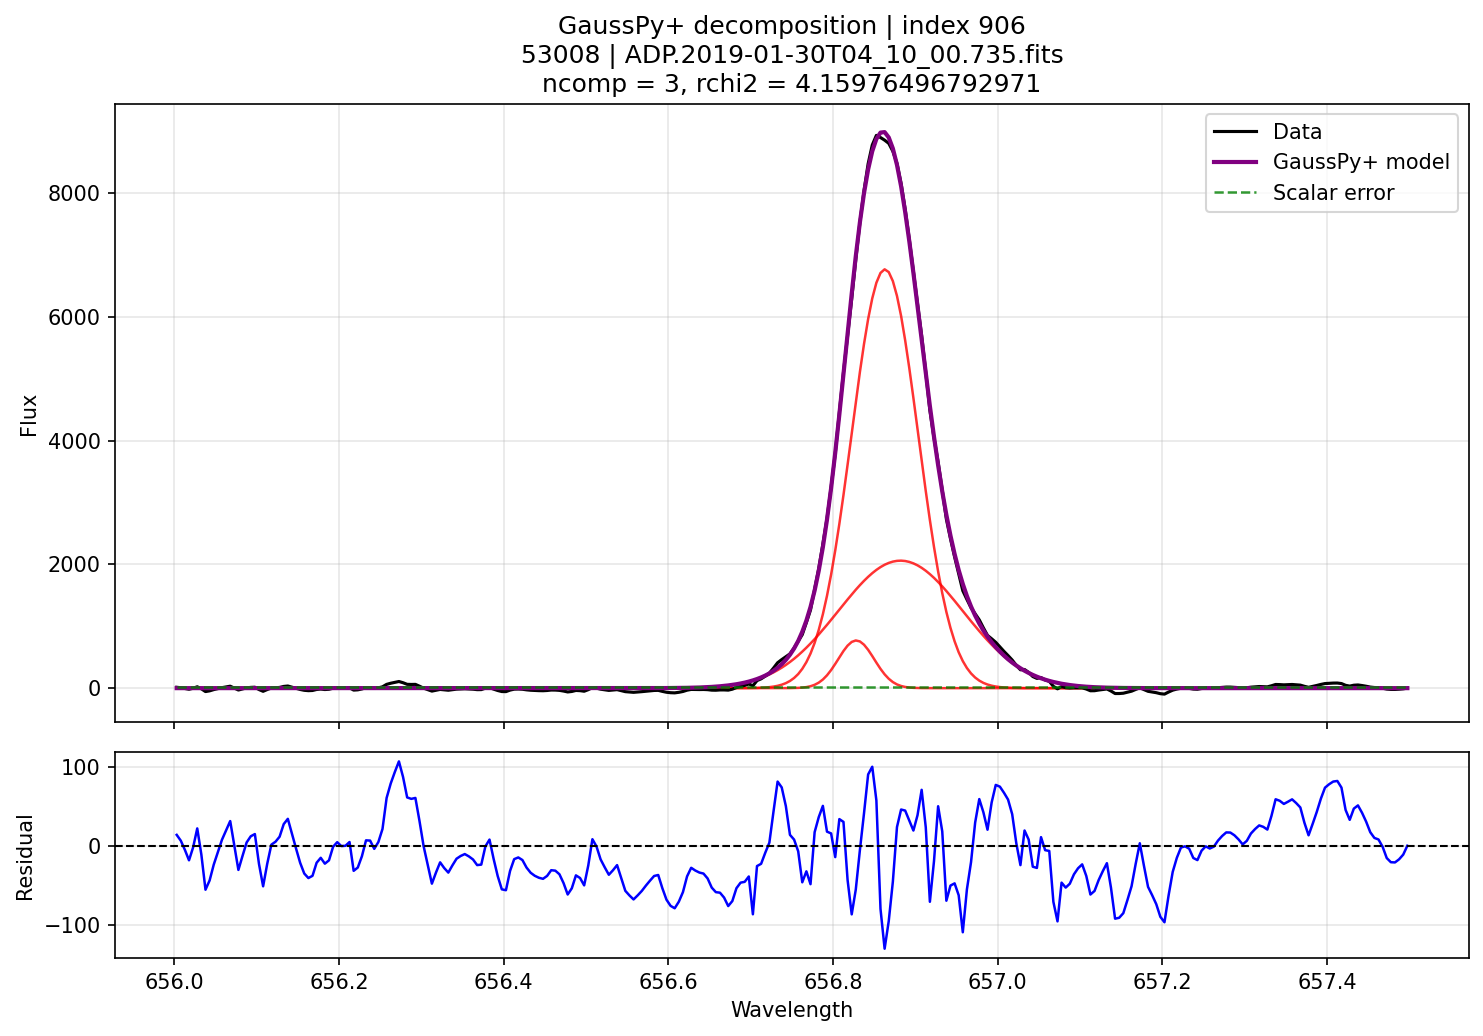 GaussPy+ decomposition | index 906
53008 | ADP.2019-01-30T04_10_00.735.fits
ncomp = 3, rchi2 = 4.15976496792971
Data
GaussPy+ model
Scalar error
Flux
8000
6000
4000
2000
0
Residual
100
0
−100
656.0 656.2 656.4 656.6 656.8 657.0 657.2 657.4
Wavelength